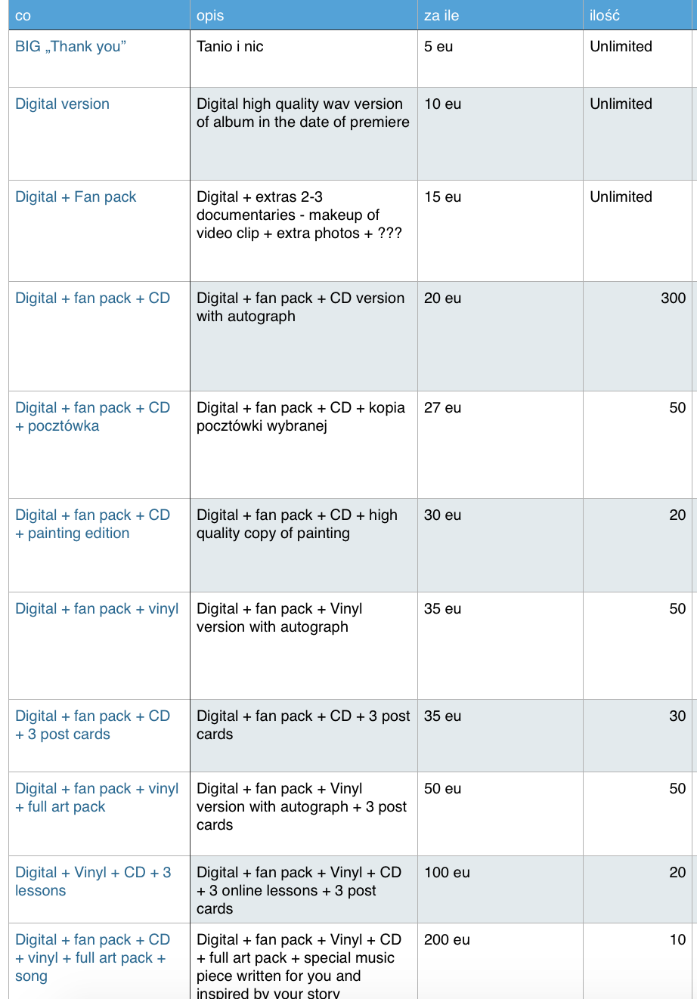 co opis za ile ilość
BIG „Thank you” Tanio i nic 5 eu Unlimited
Digital version Digital high quality wav version 10 eu Unlimited
of album in the date of premiere
Digital + Fan pack Digital + extras 2-3 15 eu Unlimited
documentaries - makeup of
video clip + extra photos + ???
Digital + fan pack + CD Digital + fan pack + CD version 20 eu 300
with autograph
Digital + fan pack + CD Digital + fan pack + CD + kopia 27 eu 50
+ pocztówka pocztówki wybranej
Digital + fan pack + CD Digital + fan pack + CD + high 30 eu 20
+ painting edition quality copy of painting
Digital + fan pack + vinyl Digital + fan pack + Vinyl 35 eu 50
version with autograph
Digital + fan pack + CD Digital + fan pack + CD + 3 post 35 eu 30
+ 3 post cards cards
Digital + fan pack + vinyl Digital + fan pack + Vinyl 50 eu 50
+ full art pack version with autograph + 3 post
cards
Digital + Vinyl + CD + 3 Digital + fan pack + Vinyl + CD 100 eu 20
lessons + 3 online lessons + 3 post
cards
Digital + fan pack + CD Digital + fan pack + Vinyl + CD 200 eu 10
+ vinyl + full art pack + + full art pack + special music
song piece written for you and
inspired by your story